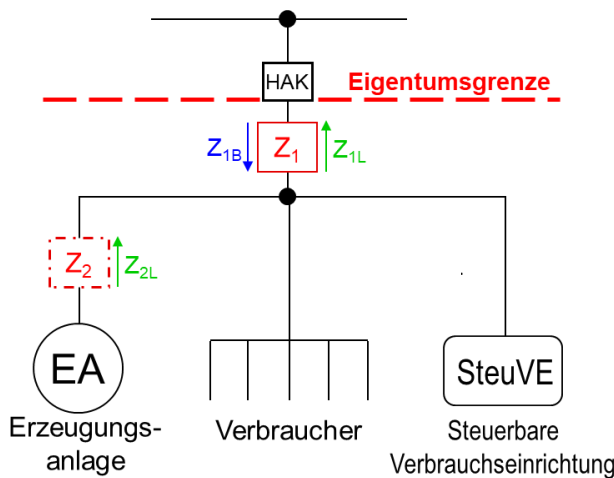 HAK
Eigentumsgrenze
Z1B
Z1
Z1L
Z2
Z2L
EA
SteuVE
Erzeugungs-
anlage
Verbraucher
Steuerbare
Verbrauchseinrichtung